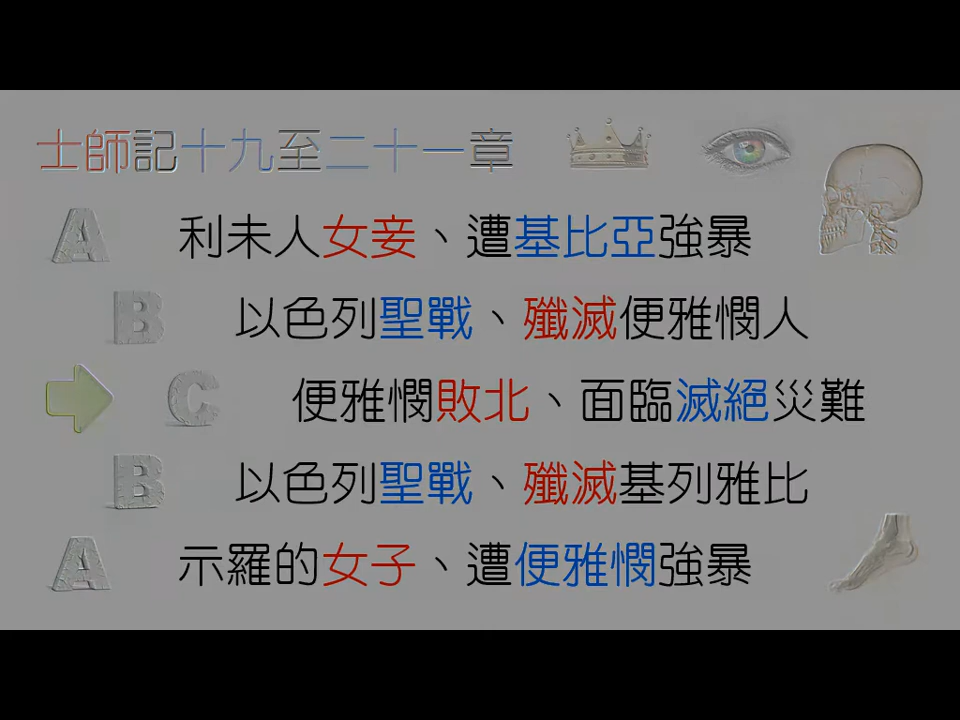 士師記十九至二十一章
A 利未人女妾、遭基比亞強暴
B 以色列聖戰、殲滅便雅憫人
C 便雅憫敗北、面臨滅絕災難
B 以色列聖戰、殲滅基列雅比
A 示羅的女子、遭便雅憫強暴